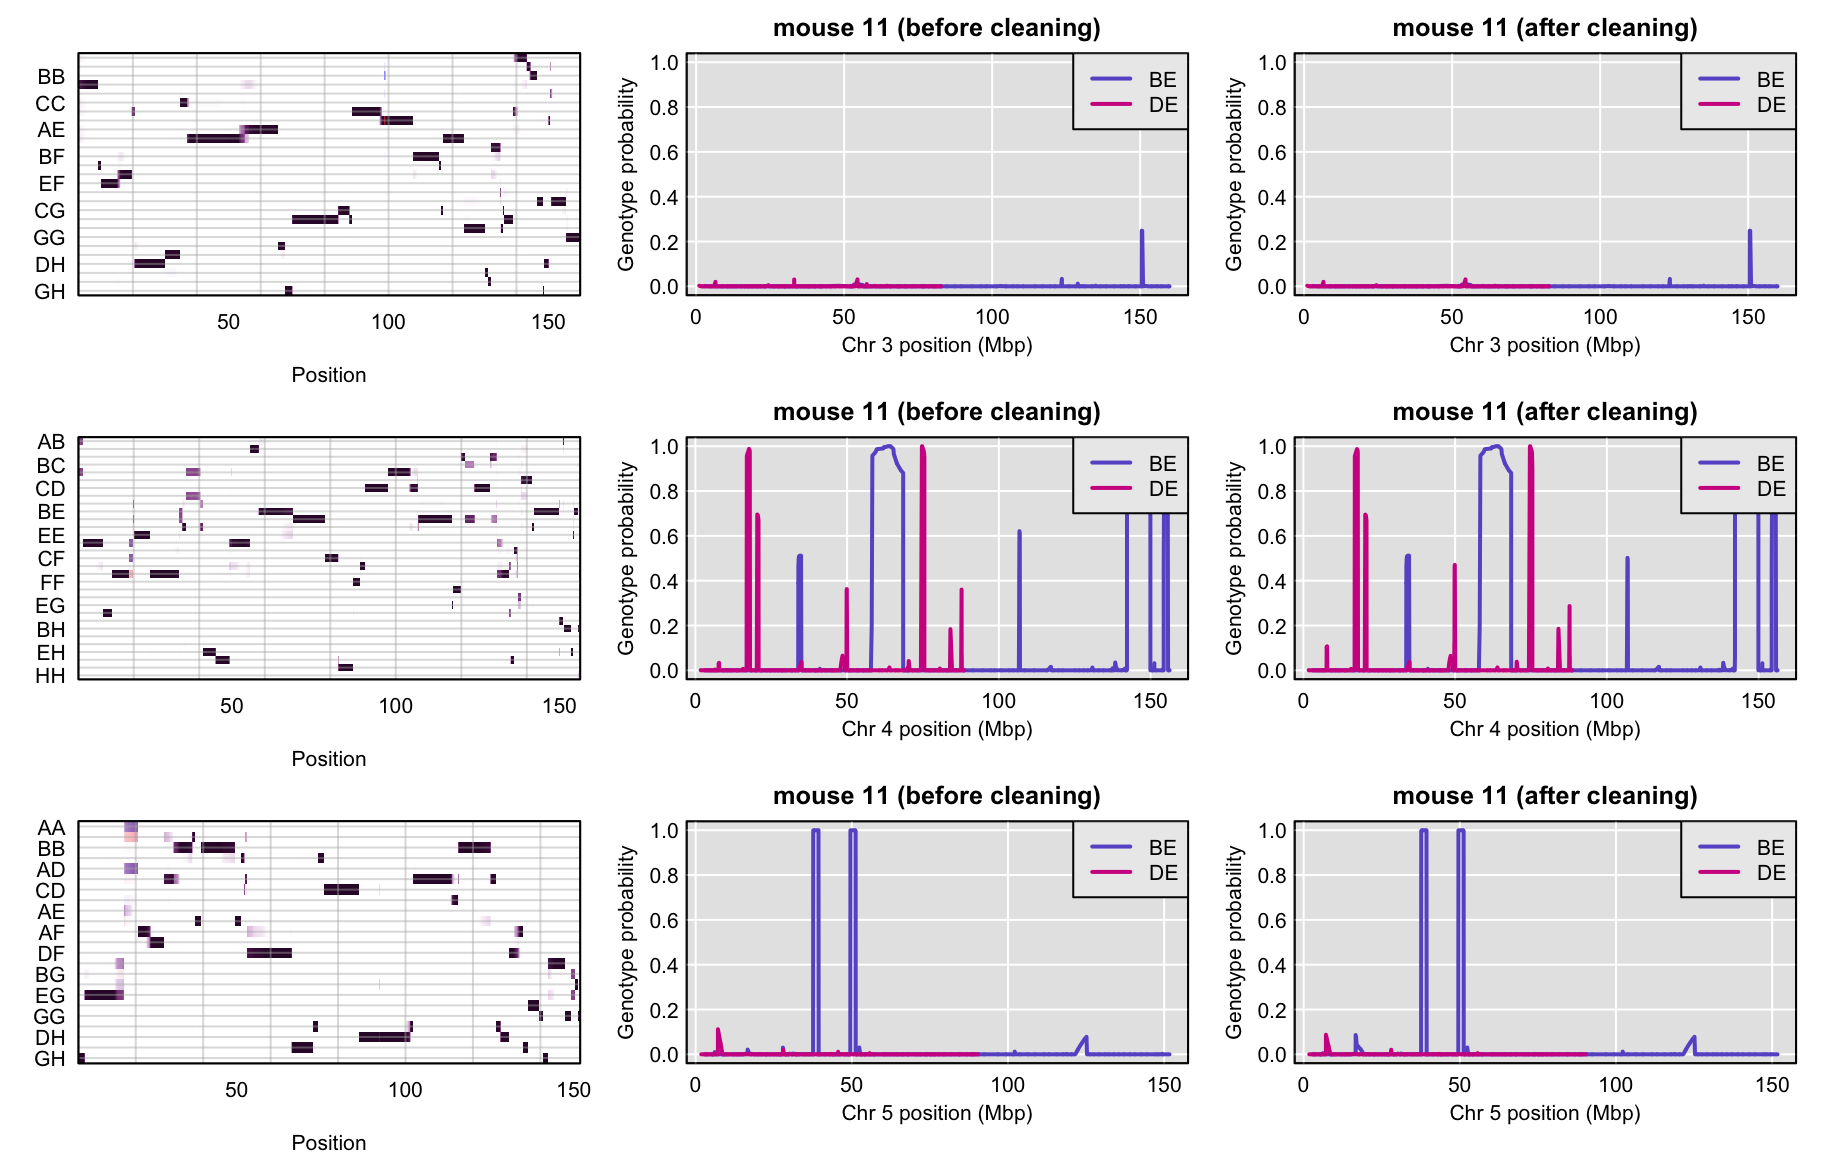 BB
CC
AE
BF
EF
CG
GG
DH
GH
50 100 150
Position
mouse 11 (before cleaning)
Genotype probability
1.0
0.8
0.6
0.4
0.2
0.0
BE
DE
0 50 100 150
Chr 3 position (Mbp)
mouse 11 (after cleaning)
Genotype probability
1.0
0.8
0.6
0.4
0.2
0.0
BE
DE
0 50 100 150
Chr 3 position (Mbp)
AB
BC
CD
BE
EE
CF
FF
EG
BH
EH
HH
50 100 150
Position
mouse 11 (before cleaning)
Genotype probability
1.0
0.8
0.6
0.4
0.2
0.0
BE
DE
0 50 100 150
Chr 4 position (Mbp)
mouse 11 (after cleaning)
Genotype probability
1.0
0.8
0.6
0.4
0.2
0.0
BE
DE
0 50 100 150
Chr 4 position (Mbp)
AA
BB
AD
CD
AE
AF
DF
BG
EG
GG
DH
GH
50 100 150
Position
mouse 11 (before cleaning)
Genotype probability
1.0
0.8
0.6
0.4
0.2
0.0
BE
DE
0 50 100 150
Chr 5 position (Mbp)
mouse 11 (after cleaning)
Genotype probability
1.0
0.8
0.6
0.4
0.2
0.0
BE
DE
0 50 100 150
Chr 5 position (Mbp)